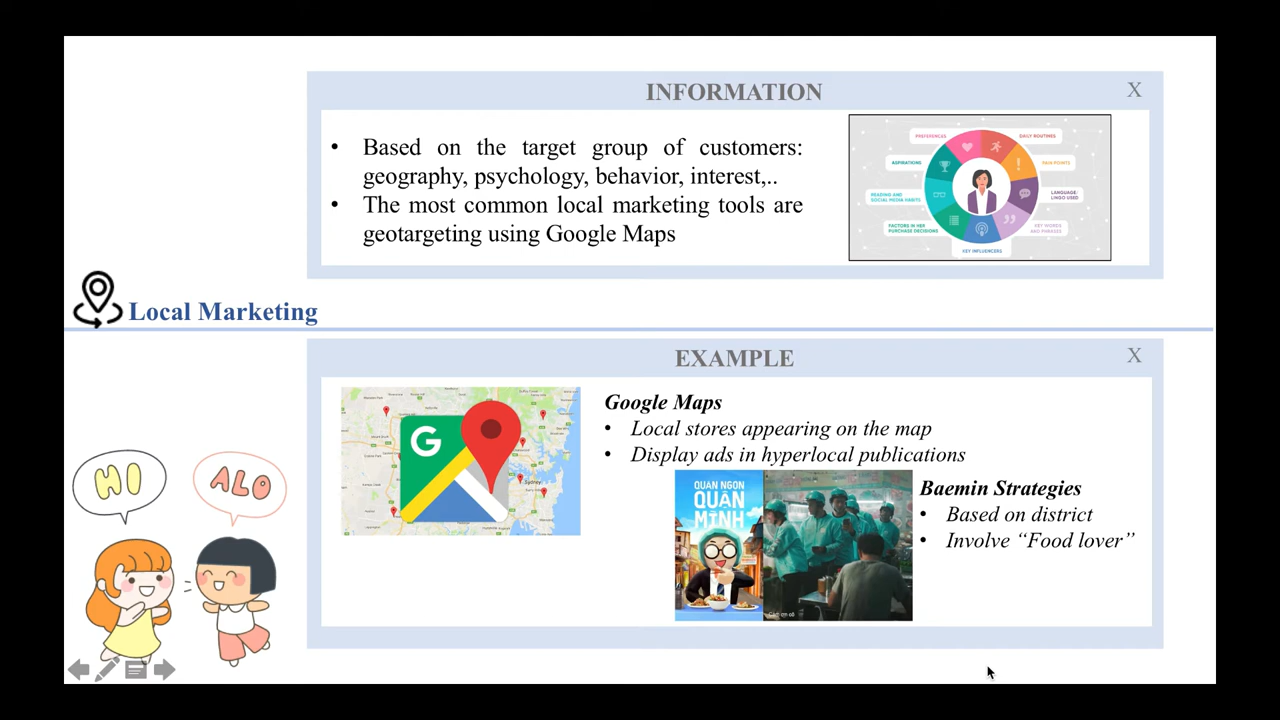 INFORMATION
X
Based on the target group of customers:
geography, psychology, behavior, interest,..
The most common local marketing tools are
geotargeting using Google Maps
PREFERENCES
DAILY ROUTINES
ASPIRATIONS
PAIN POINTS
READING AND
SOCIAL MEDIA HABITS
LANGUAGE/
LINGO USED
FACTORS IN HER
PURCHASE DECISIONS
KEY WORDS
AND PHRASES
KEY INFLUENCERS
Local Marketing
EXAMPLE
X
G
Sydney
Google Maps
Local stores appearing on the map
Display ads in hyperlocal publications
QUÁN NGON
QUẬN
MÌNH
Baemin Strategies
Based on district
Involve “Food lover”
HI
ALO